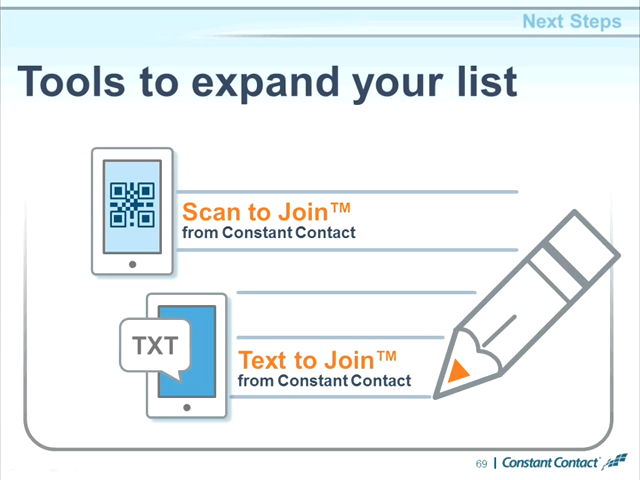 Next Steps
Tools to expand your list
Scan to Join™
from Constant Contact
TXT
Text to Join™
from Constant Contact
69 | Constant Contact®